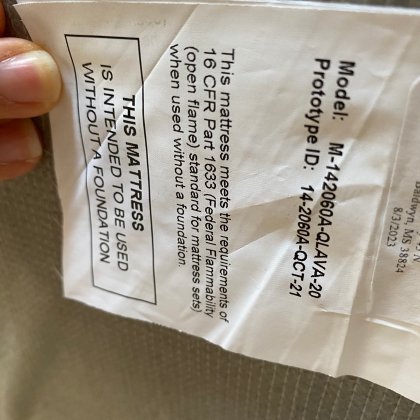 Baldwyn, MS 38824
8/3/2023
Model: M-142060A-QLAVA-20
Prototype ID: 14-2060A-QCT-21
This mattress meets the requirements of
16 CFR Part 1633 (Federal Flammability
(open flame) standard for mattress sets)
when used without a foundation.
THIS MATTRESS
IS INTENDED TO BE USED
WITHOUT A FOUNDATION